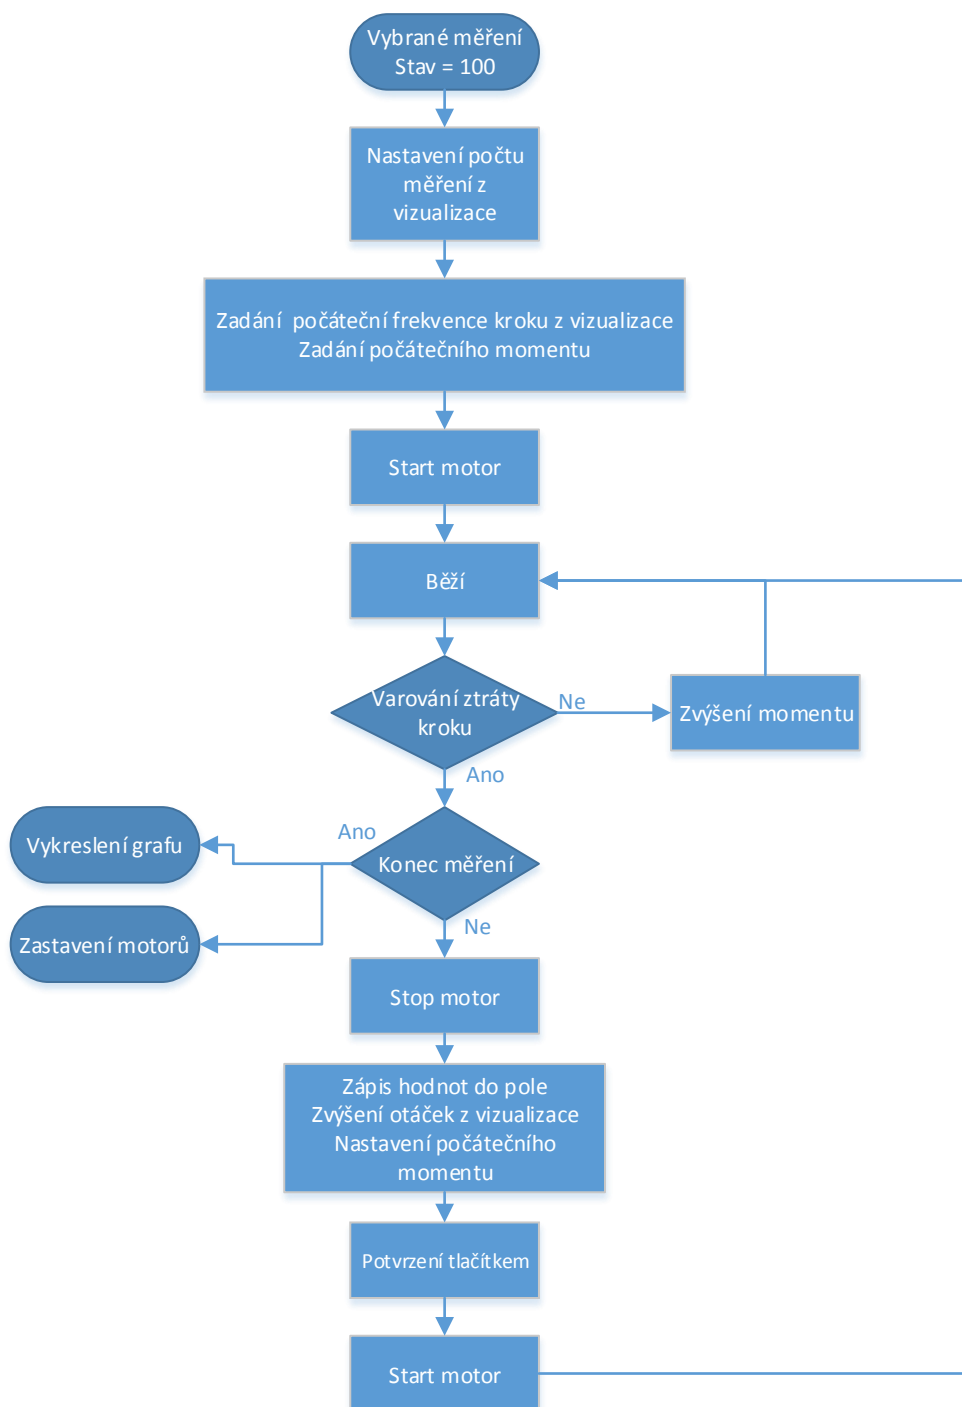 Vybrané měření
Stav = 100
Nastavení počtu
měření z
vizualizace
Zadání  počáteční frekvence kroku z vizualizace
Zadání počátečního momentu
Start motor
Běží
Varování ztráty
kroku
Ne
Zvýšení momentu
Ano
Ano
Konec měření
Vykreslení grafu
Zastavení motorů
Ne
Stop motor
Zápis hodnot do pole
Zvýšení otáček z vizualizace
Nastavení počátečního
momentu
Potvrzení tlačítkem
Start motor